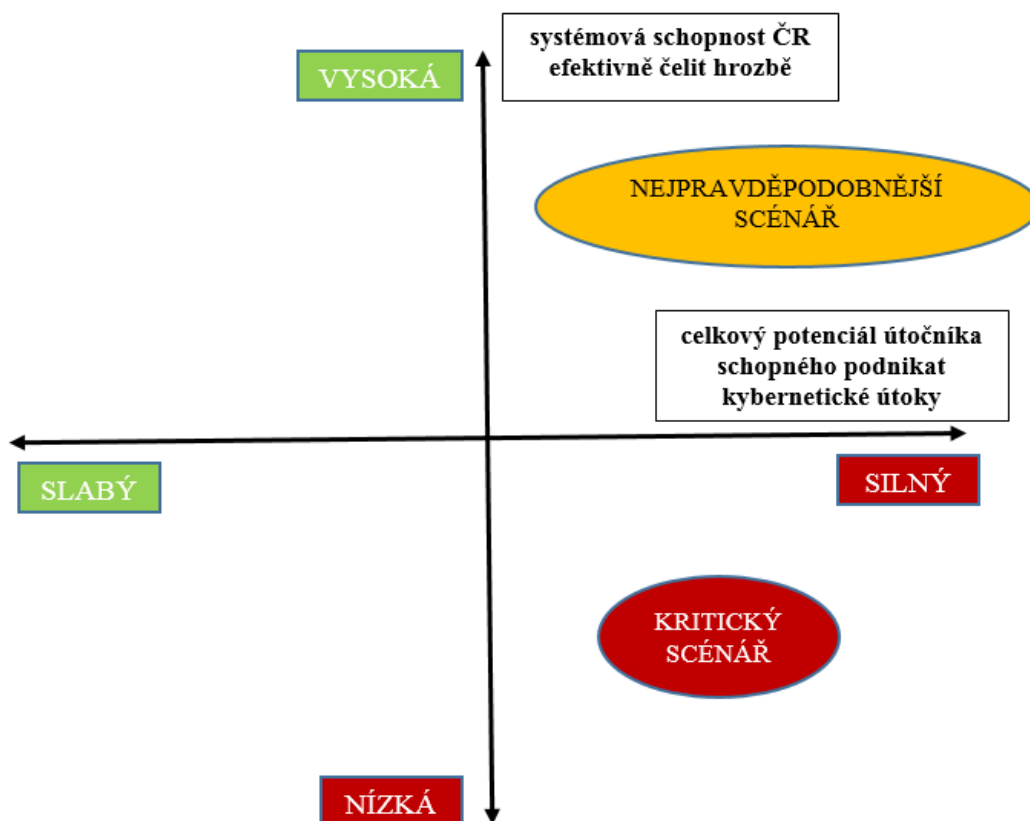 systémová schopnost ČR
efektivně čelit hrozbě
VYSOKÁ
NEJPRAVDĚPODOBNĚJŠÍ
SCÉNÁŘ
celkový potenciál útočníka
schopného podnikat
kybernetické útoky
SLABÝ
SILNÝ
KRITICKÝ
SCÉNÁŘ
NÍZKÁ